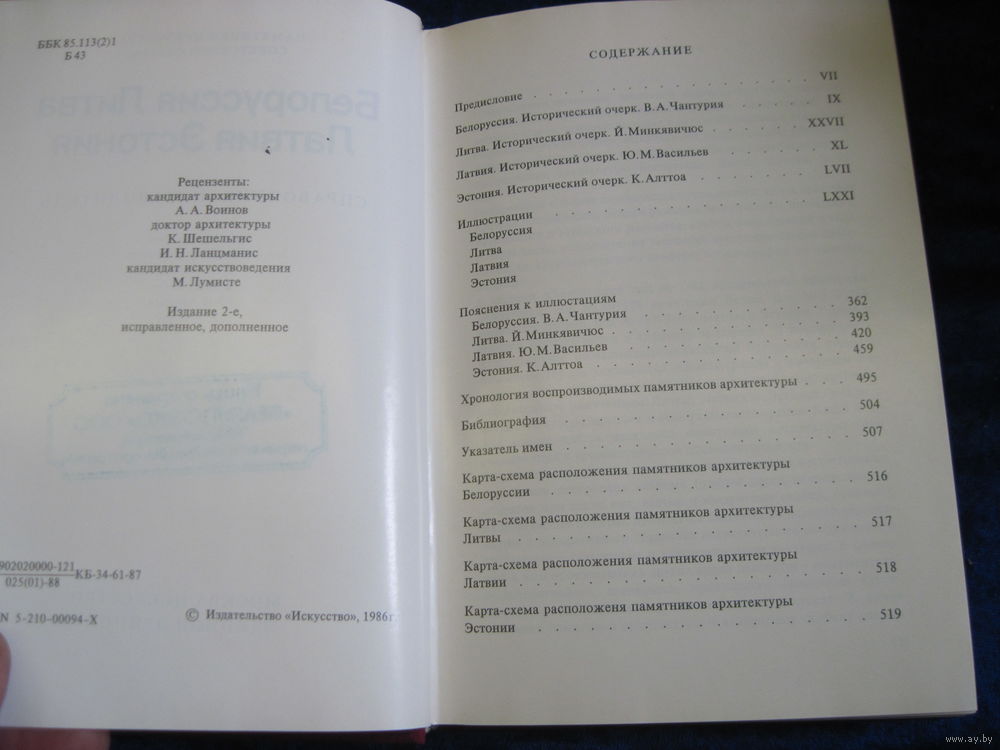 ББК 85.113(2)1
Б 43
Белоруссия Литва
Латвия Эстония
Рецензенты:
кандидат архитектуры
А. А. Воинов
доктор архитектуры
К. Шешельгис
И. Н. Ланцманис
кандидат искусствоведения
М. Лумисте
Издание 2-е,
исправленное, дополненное
902020000-121
025(01)-88
КБ-34-61-87
N 5-210-00094-X
© Издательство «Искусство», 1986г.
СОДЕРЖАНИЕ
Предисловие . . . . . . . . . . . . . . VII
Белоруссия. Исторический очерк. В.А.Чантурия . . . . IX
Литва. Исторический очерк. Й.Минкявичюс . . . . . XXVII
Латвия. Исторический очерк. Ю.М.Васильев . . . . . XL
Эстония. Исторический очерк. К.Алттоа . . . . . LVII
Иллюстрации . . . . . . . . . . . . . LXXI
Белоруссия
Литва
Латвия
Эстония
Пояснения к иллюстациям
Белоруссия. В.А.Чантурия . . . . . . . . . 362
Литва. Й.Минкявичюс . . . . . . . . . . 393
Латвия. Ю.М.Васильев . . . . . . . . . . 420
Эстония. К.Алттоа . . . . . . . . . . . 459
Хронология воспроизводимых памятников архитектуры . . . 495
Библиография . . . . . . . . . . . . . 504
Указатель имен . . . . . . . . . . . . . 507
Карта-схема расположения памятников архитектуры
Белоруссии . . . . . . . . . . . . . . 516
Карта-схема расположения памятников архитектуры
Литвы . . . . . . . . . . . . . . . 517
Карта-схема расположения памятников архитектуры
Латвии . . . . . . . . . . . . . . . 518
Карта-схема расположеня памятников архитектуры
Эстонии . . . . . . . . . . . . . . 519
www.ay.by